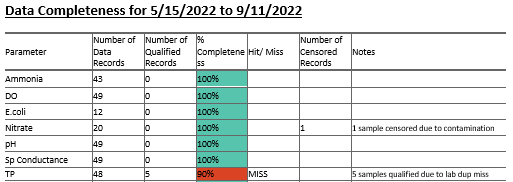 Data Completeness for 5/15/2022 to 9/11/2022
Parameter Number of Data Records Number of Qualified Records % Completeness Hit/ Miss Number of Censored Records Notes
Ammonia 43 0 100%
DO 49 0 100%
E.coli 12 0 100%
Nitrate 20 0 100% 1 1 sample censored due to contamination
pH 49 0 100%
Sp Conductance 49 0 100%
TP 48 5 90% MISS 5 samples qualified due to lab dup miss